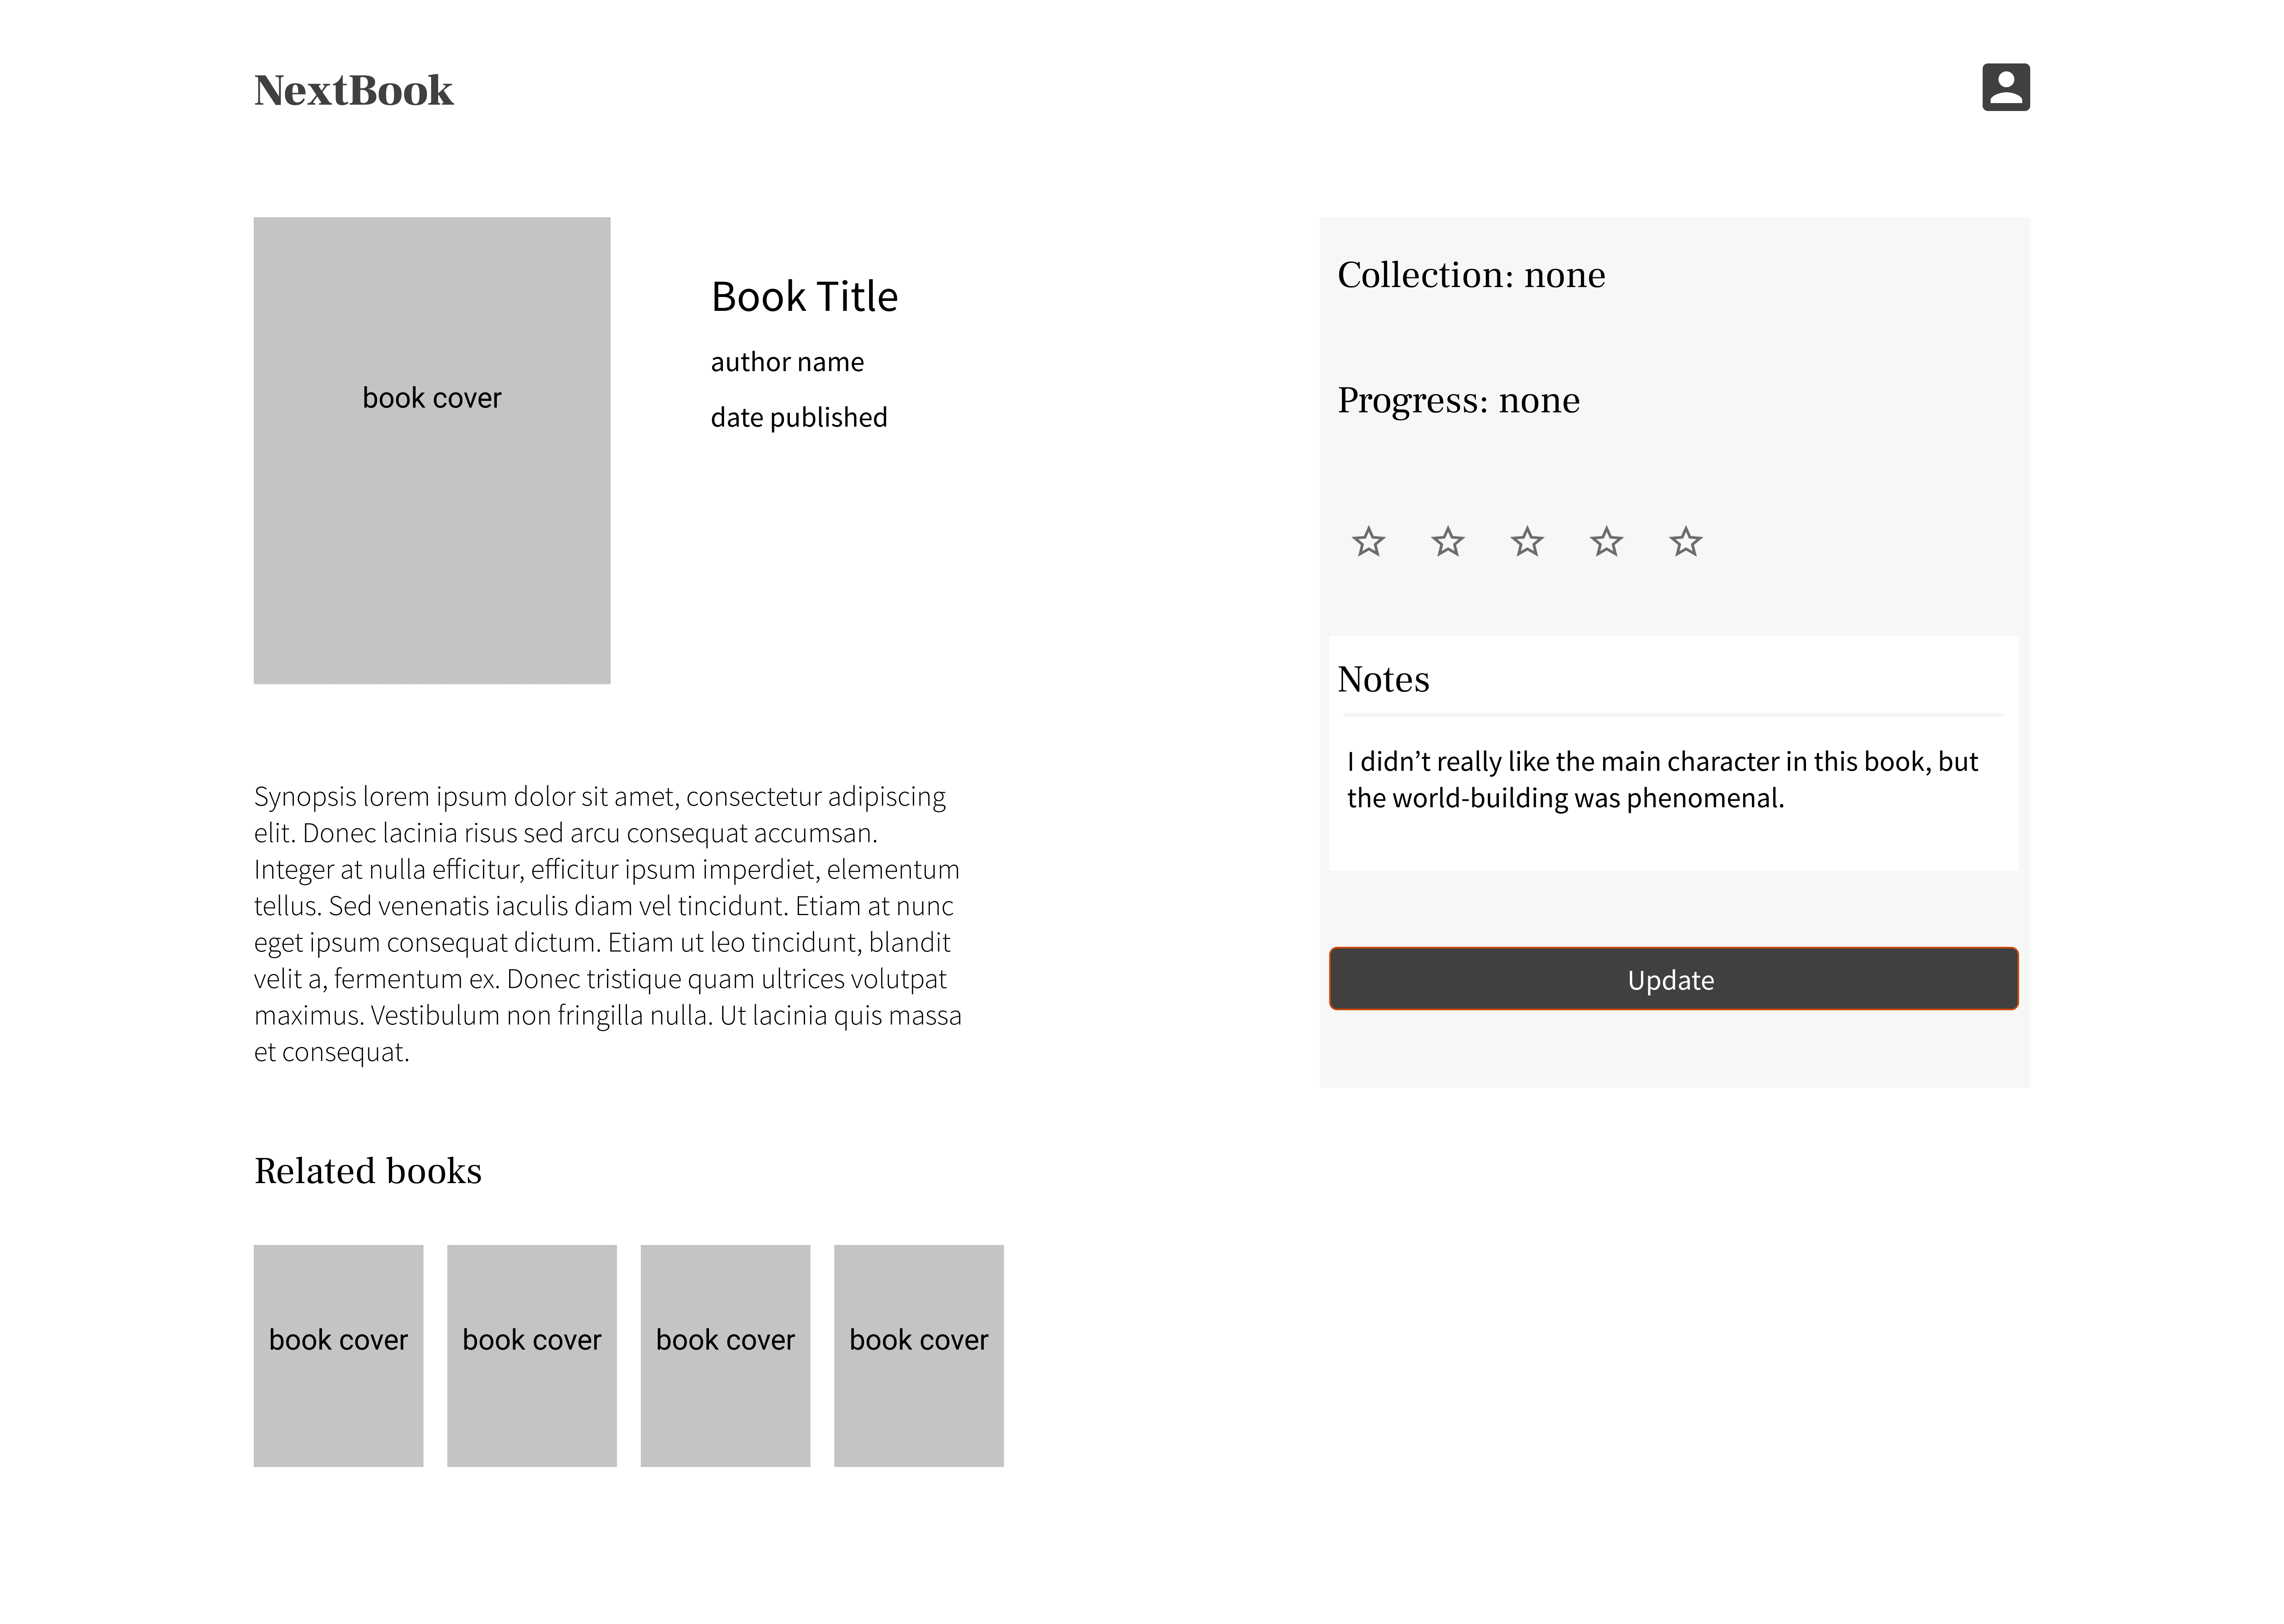 NextBook
book cover
Book Title
author name
date published
Synopsis lorem ipsum dolor sit amet, consectetur adipiscing
elit. Donec lacinia risus sed arcu consequat accumsan.
Integer at nulla efficitur, efficitur ipsum imperdiet, elementum
tellus. Sed venenatis iaculis diam vel tincidunt. Etiam at nunc
eget ipsum consequat dictum. Etiam ut leo tincidunt, blandit
velit a, fermentum ex. Donec tristique quam ultrices volutpat
maximus. Vestibulum non fringilla nulla. Ut lacinia quis massa
et consequat.
Related books
book cover
book cover
book cover
book cover
Collection: none
Progress: none
Notes
I didn’t really like the main character in this book, but
the world-building was phenomenal.
Update